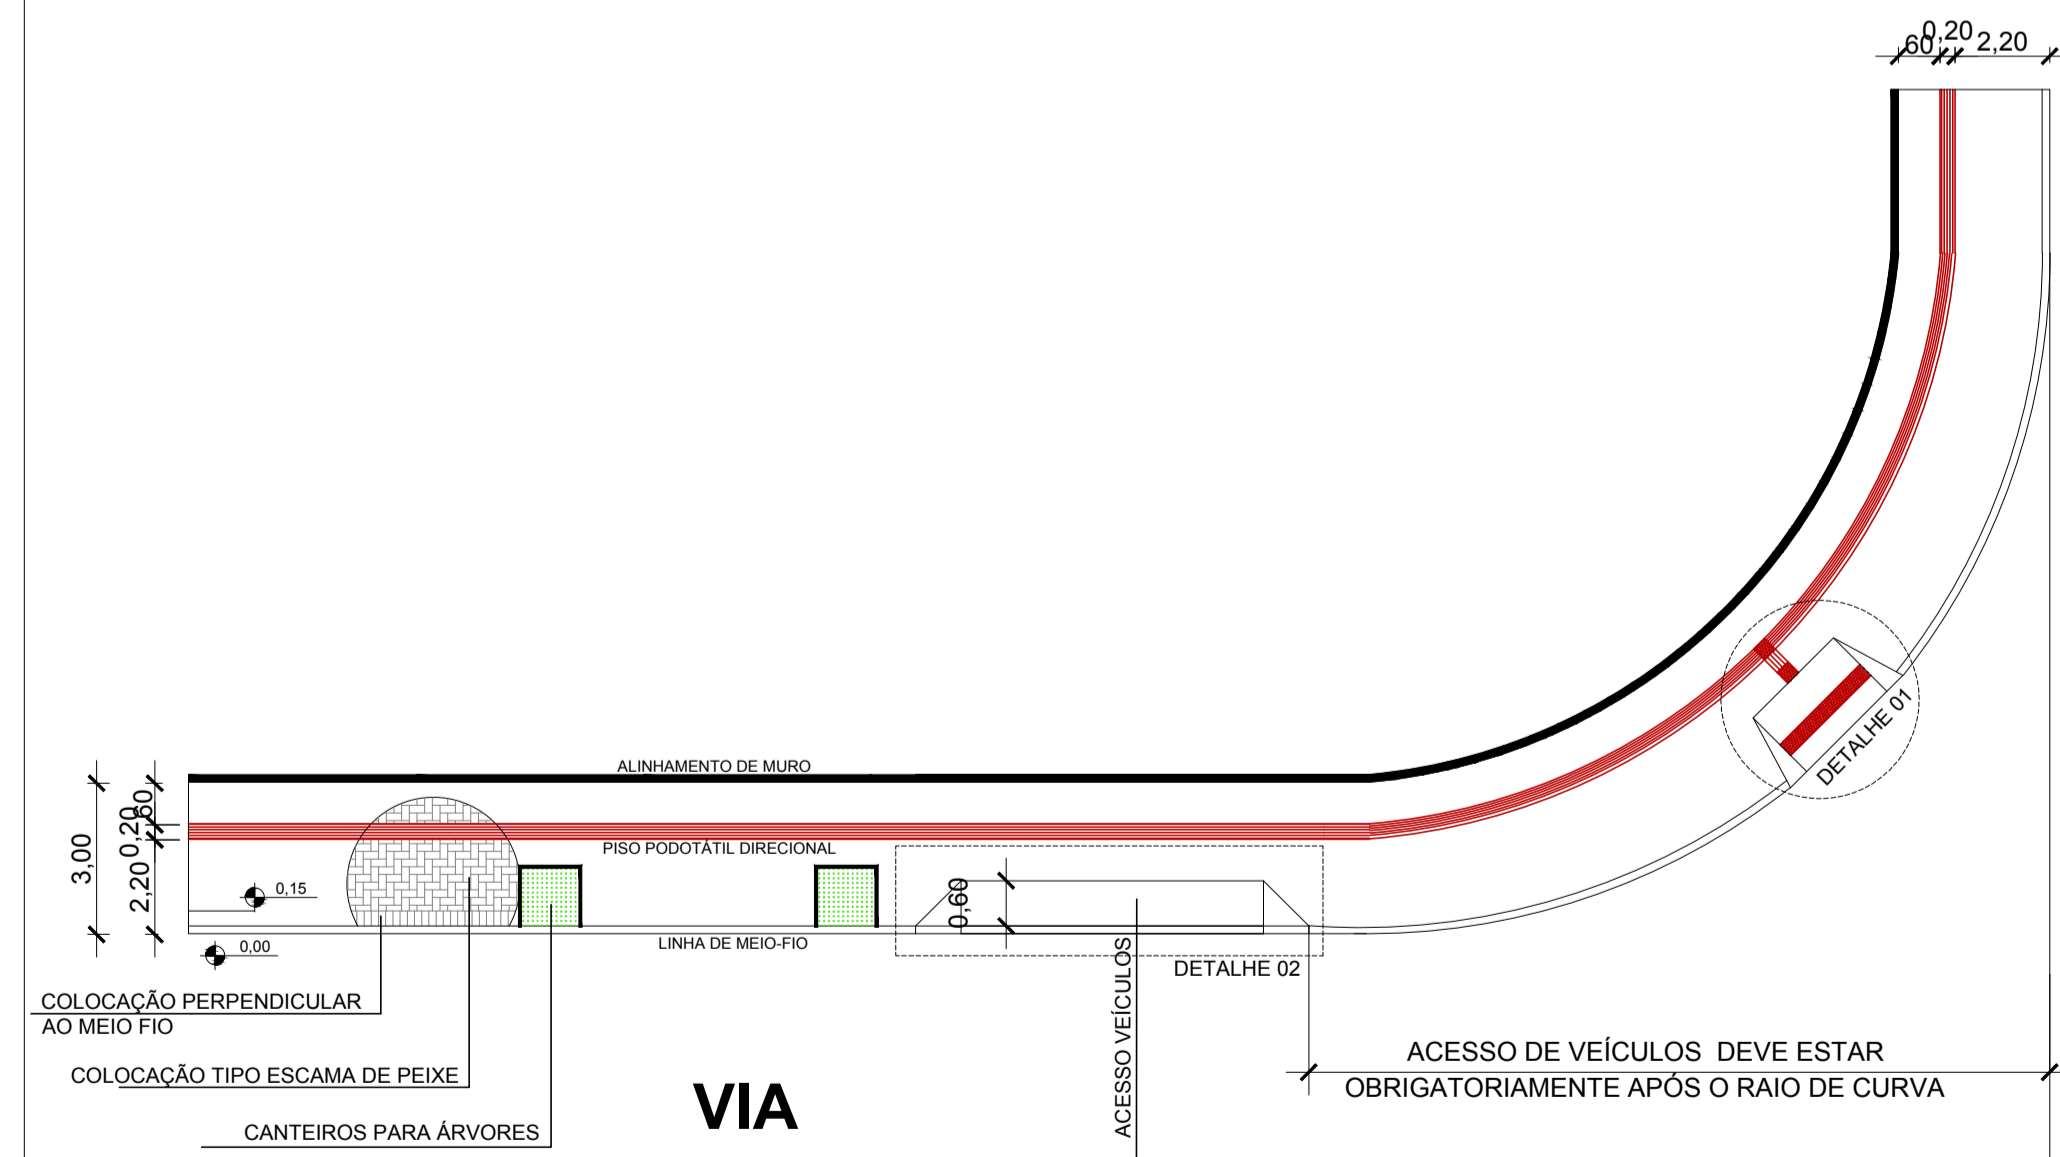 0,20
60
2,20
ALINHAMENTO DE MURO
PISO PODOTÁTIL DIRECIONAL
3,00
2,20
0,20
60
0,15
0,00
0,60
LINHA DE MEIO-FIO
DETALHE 01
DETALHE 02
COLOCAÇÃO PERPENDICULAR
AO MEIO FIO
COLOCAÇÃO TIPO ESCAMA DE PEIXE
CANTEIROS PARA ÁRVORES
VIA
ACESSO VEÍCULOS
ACESSO DE VEÍCULOS DEVE ESTAR
OBRIGATORIAMENTE APÓS O RAIO DE CURVA